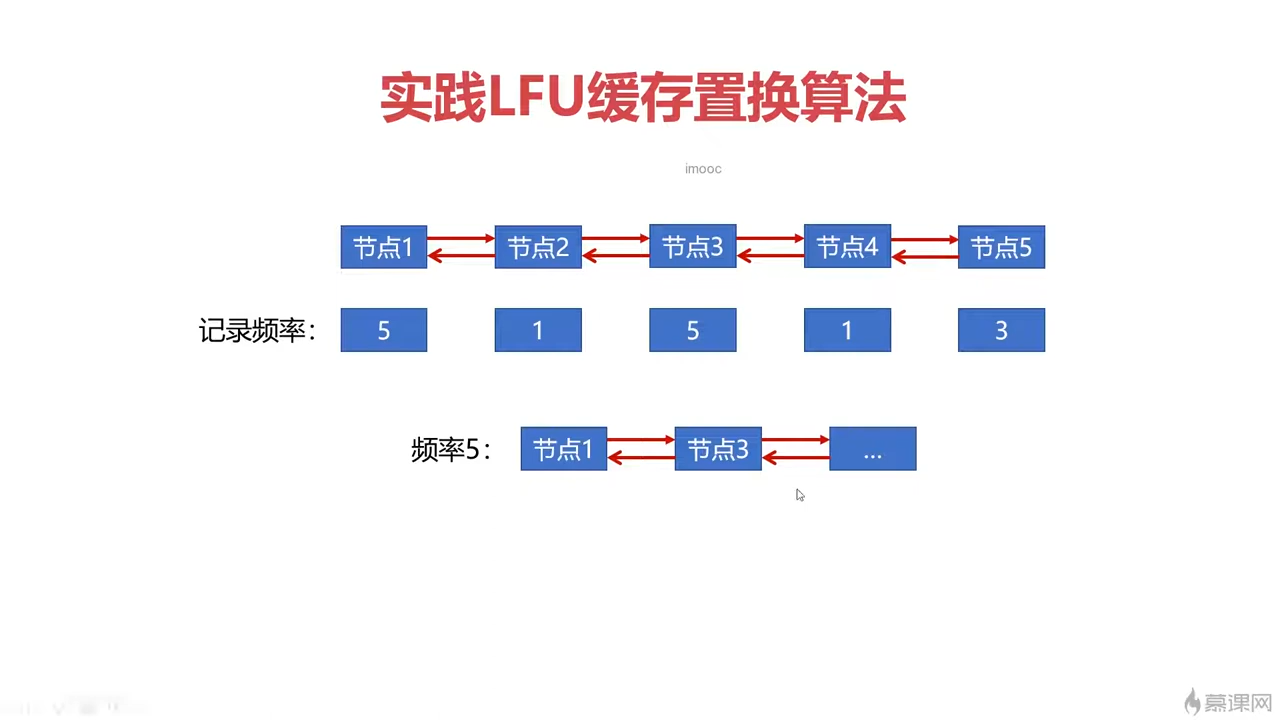 实践LFU缓存置换算法
imooc
节点1 节点2 节点3 节点4 节点5
记录频率： 5 1 5 1 3
频率5： 节点1 节点3 ...
慕课网